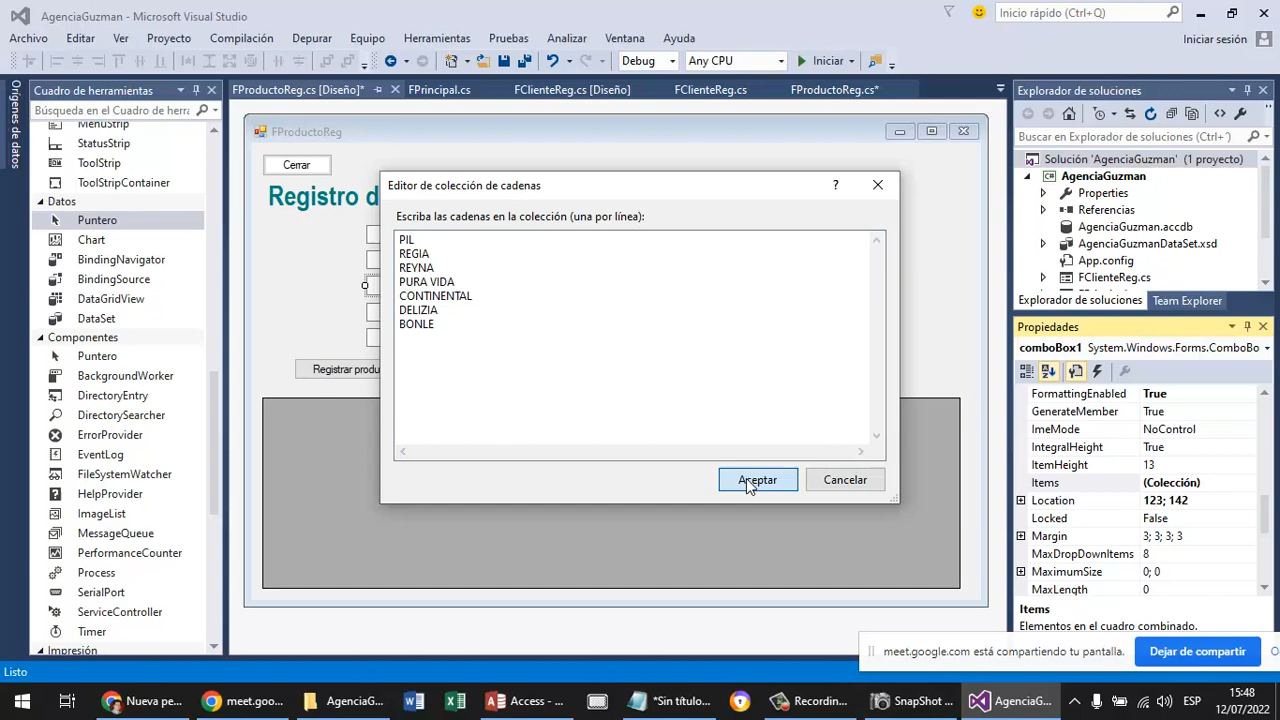 AgenciaGuzman - Microsoft Visual Studio
Inicio rápido (Ctrl+Q)
Archivo Editar Ver Proyecto Compilación Depurar Equipo Herramientas Pruebas Analizar Ventana Ayuda
Iniciar sesión
Debug Any CPU Iniciar
Orígenes de datos
Cuadro de herramientas
Búsqueda en el Cuadro de herra
MenuStrip
StatusStrip
ToolStrip
ToolStripContainer
Datos
Puntero
Chart
BindingNavigator
BindingSource
DataGridView
DataSet
Componentes
Puntero
BackgroundWorker
DirectoryEntry
DirectorySearcher
ErrorProvider
EventLog
FileSystemWatcher
HelpProvider
ImageList
MessageQueue
PerformanceCounter
Process
SerialPort
ServiceController
Timer
Impresión
FProductoReg.cs [Diseño]* FPrincipal.cs FClienteReg.cs [Diseño] FClienteReg.cs FProductoReg.cs*
FProductoReg
Cerrar
Registro d
Registrar produ
Editor de colección de cadenas
?
Escriba las cadenas en la colección (una por línea):
PIL
REGIA
REYNA
PURA VIDA
CONTINENTAL
DELIZIA
BONLE
Aceptar Cancelar
Explorador de soluciones
Buscar en Explorador de soluciones (Ctrl+´)
Solución 'AgenciaGuzman' (1 proyecto)
AgenciaGuzman
Properties
Referencias
AgenciaGuzman.accdb
AgenciaGuzmanDataSet.xsd
App.config
FClienteReg.cs
Explorador de soluciones Team Explorer
Propiedades
comboBox1 System.Windows.Forms.ComboBo
FormattingEnabled True
GenerateMember True
ImeMode NoControl
IntegralHeight True
ItemHeight 13
Items (Colección)
Location 123; 142
Locked False
Margin 3; 3; 3; 3
MaxDropDownItems 8
MaximumSize 0; 0
MaxLength 0
Items
Elementos en el cuadro combinado.
meet.google.com está compartiendo tu pantalla.
Dejar de compartir
Listo
Nueva pe...
meet.goo...
AgenciaG...
Access - ...
*Sin título...
Recordin...
SnapShot ...
AgenciaG...
ESP
15:48
12/07/2022